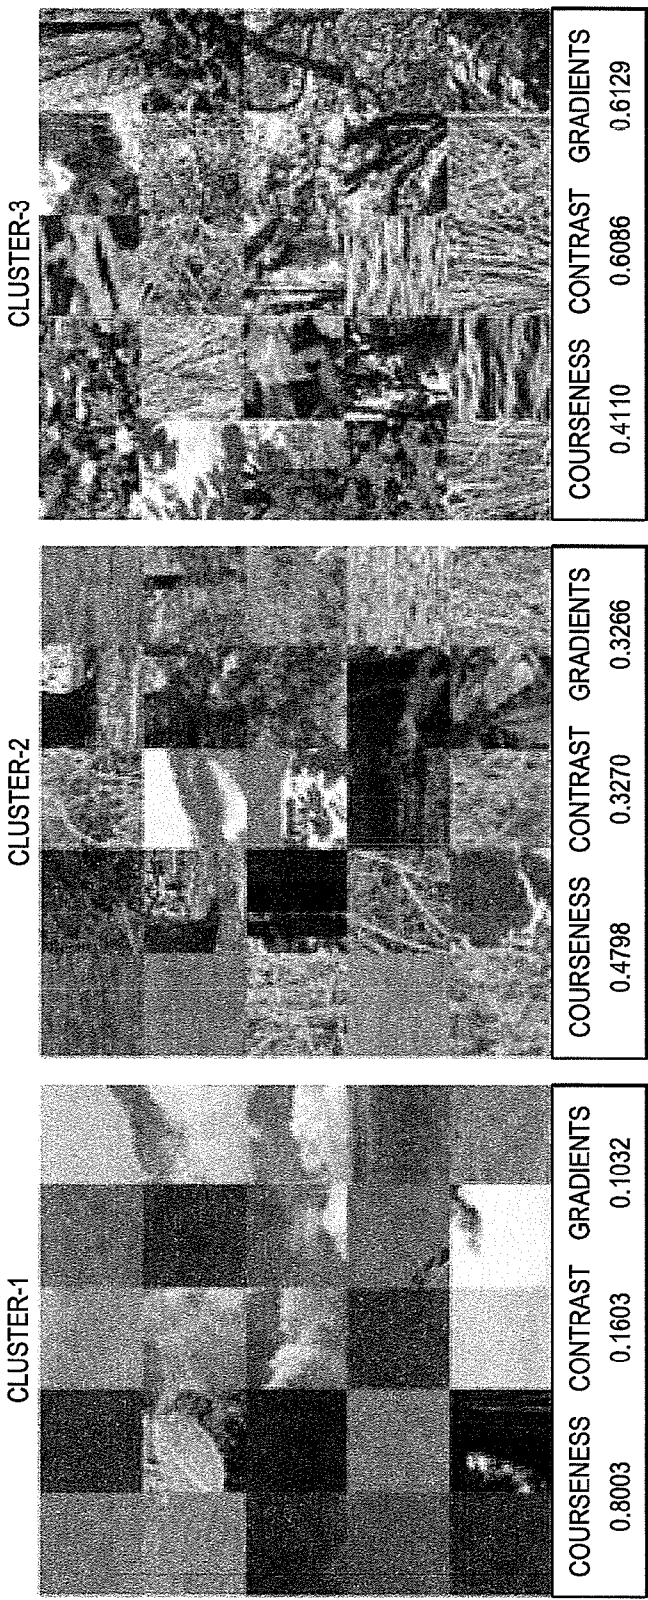 CLUSTER-1
COURSENESS CONTRAST GRADIENTS
0.8003 0.1603 0.1032
CLUSTER-2
COURSENESS CONTRAST GRADIENTS
0.4798 0.3270 0.3266
CLUSTER-3
COURSENESS CONTRAST GRADIENTS
0.4110 0.6086 0.6129